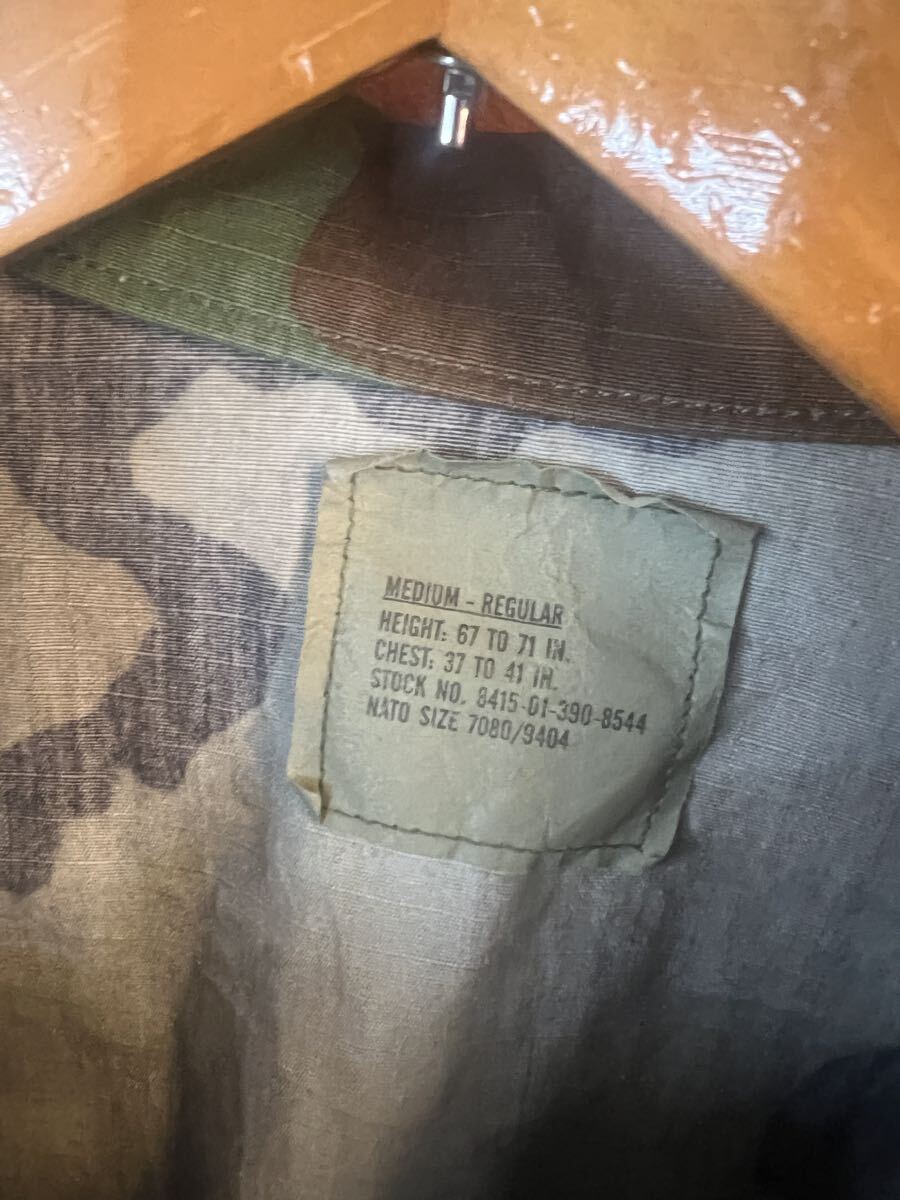 MEDIUM - REGULAR
HEIGHT: 67 TO 71 IN.
CHEST: 37 TO 41 IN.
STOCK NO. 8415-01-390-8544
NATO SIZE 7080/9404